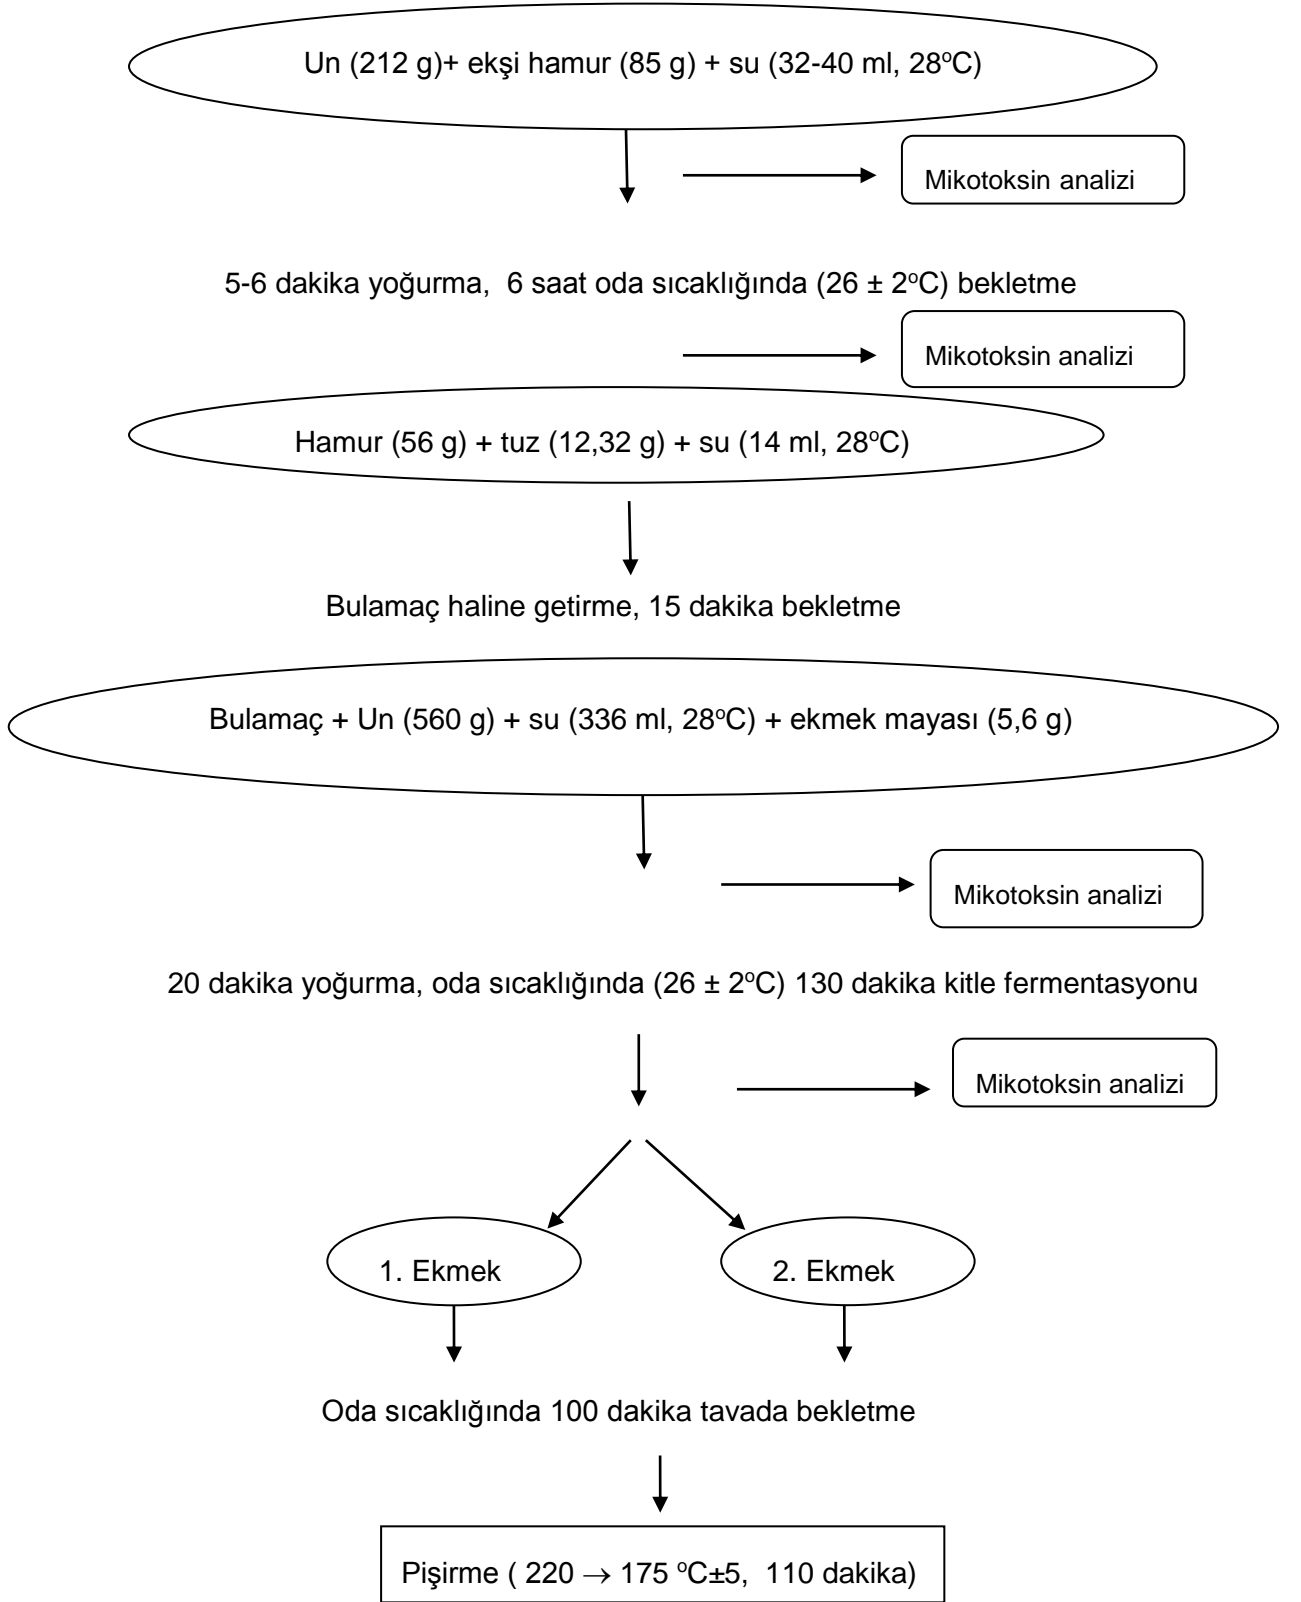 Un (212 g)+ ekşi hamur (85 g) + su (32-40 ml, 28°C)
Mikotoksin analizi
5-6 dakika yoğurma, 6 saat oda sıcaklığında (26 ± 2°C) bekletme
Mikotoksin analizi
Hamur (56 g) + tuz (12,32 g) + su (14 ml, 28°C)
Bulamaç haline getirme, 15 dakika bekletme
Bulamaç + Un (560 g) + su (336 ml, 28°C) + ekmek mayası (5,6 g)
Mikotoksin analizi
20 dakika yoğurma, oda sıcaklığında (26 ± 2°C) 130 dakika kitle fermentasyonu
Mikotoksin analizi
1. Ekmek
2. Ekmek
Oda sıcaklığında 100 dakika tavada bekletme
Pişirme ( 220 → 175 °C±5, 110 dakika)